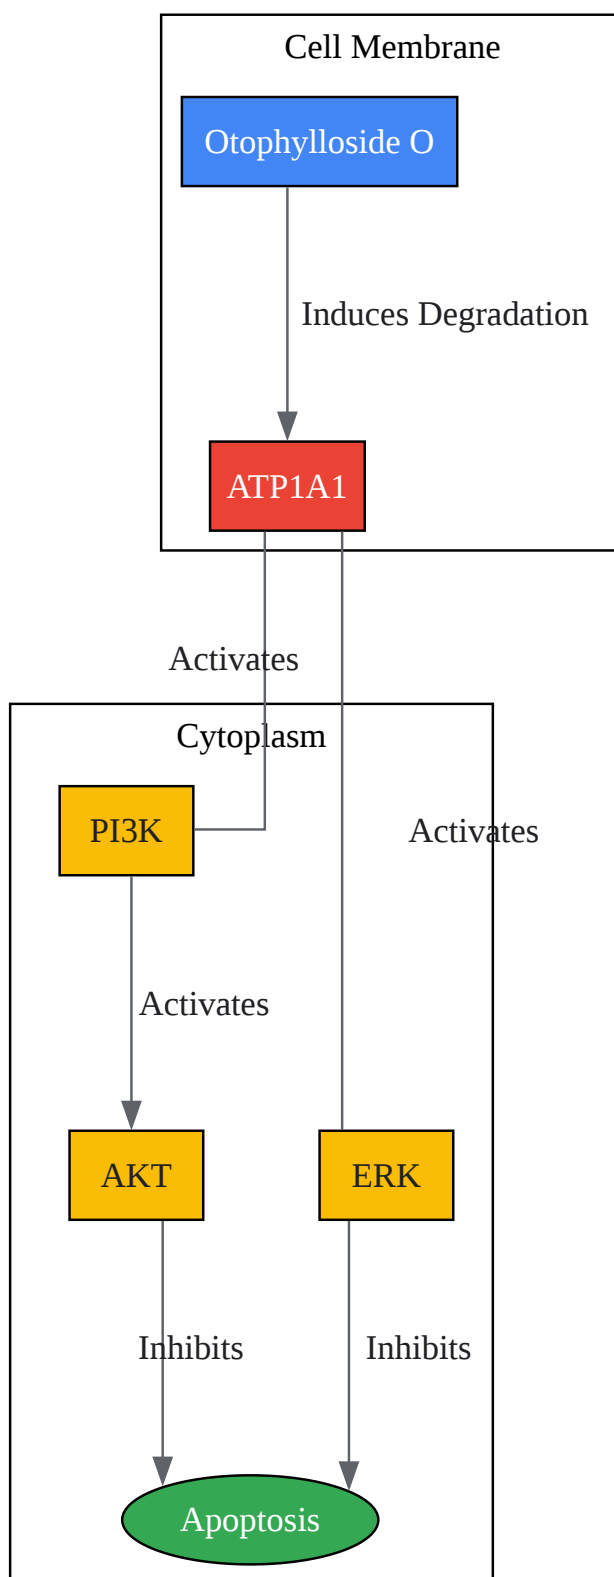 Cell Membrane
Otophylloside O
Induces Degradation
ATP1A1
Activates
Cytoplasm
PI3K
Activates
Activates
AKT
ERK
Inhibits
Inhibits
Apoptosis